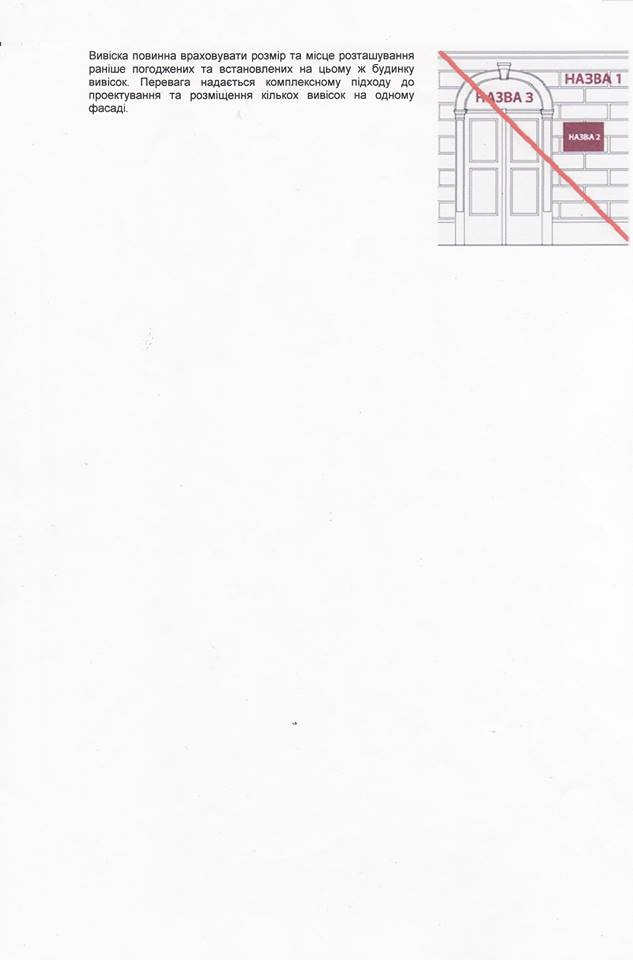 Вивіска повинна враховувати розмір та місце розташування
раніше погоджених та встановлених на цьому ж будинку
вивісок. Перевага надається комплексному підходу до
проектування та розміщення кількох вивісок на одному
фасаді.
НАЗВА 1
НАЗВА 3
НАЗВА 2